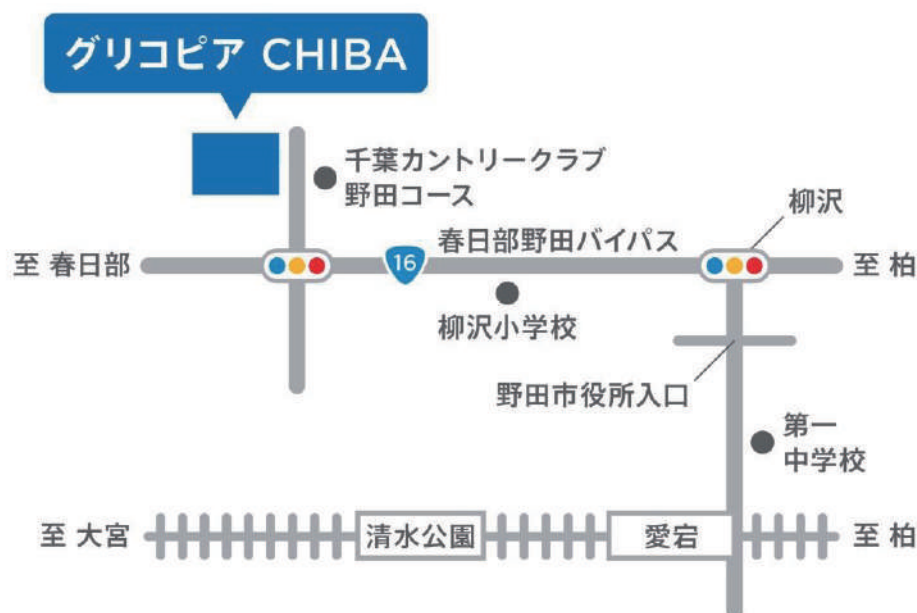 グリコピア CHIBA
千葉カントリークラブ
野田コース
柳沢
春日部野田バイパス
至 春日部
16
至 柏
柳沢小学校
野田市役所入口
第一
中学校
至 大宮
清水公園
愛宕
至 柏